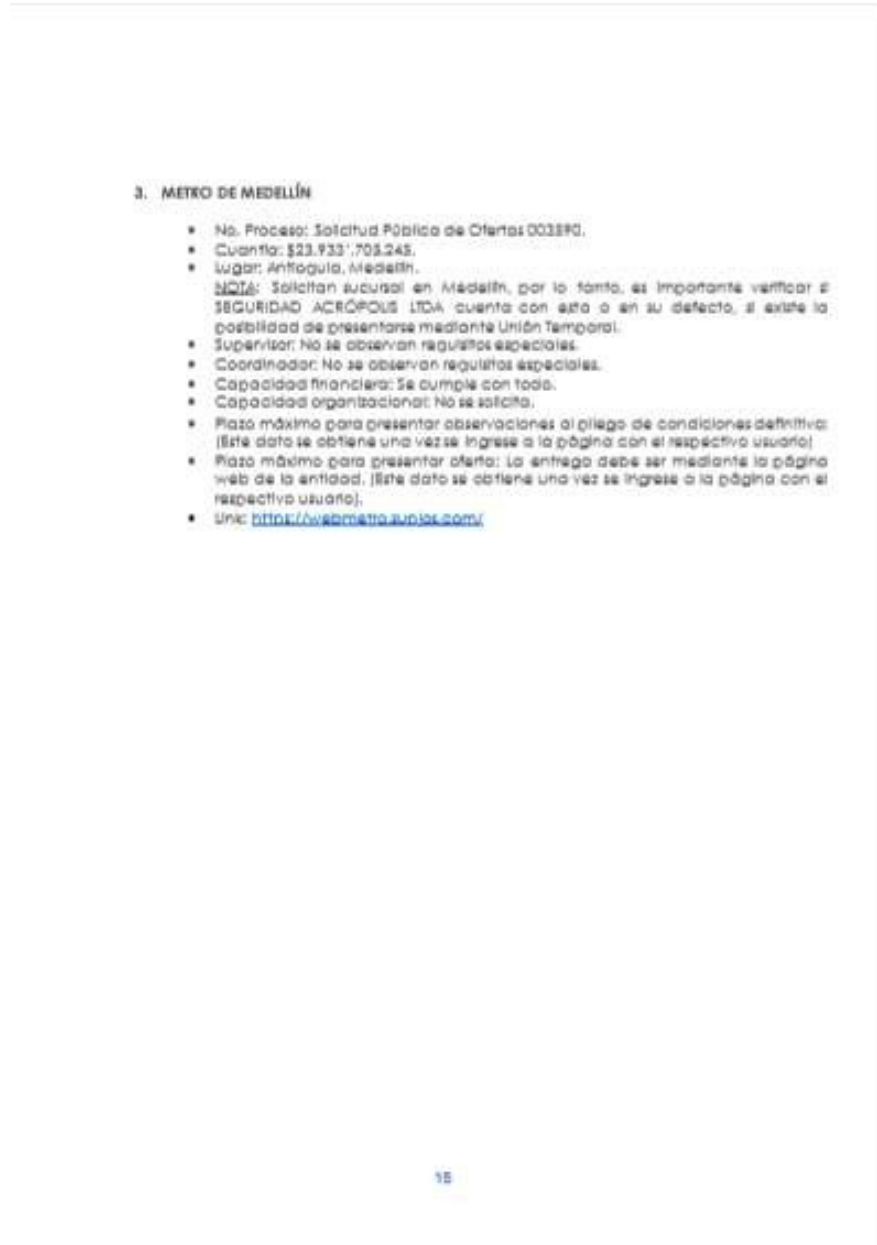 3. METRO DE MEDELLÍN
• No. Proceso: Solicitud Pública de Ofertas 003890.
• Cuantía: $23.933'.705.245.
• Lugar: Antioquia, Medellín.
NOTA: Solicitan sucursal en Medellín, por lo tanto, es importante verificar si
SEGURIDAD ACRÓPOLIS LTDA cuenta con esta o en su defecto, si existe la
posibilidad de presentarse mediante Unión Temporal.
• Supervisor: No se observan requisitos especiales.
• Coordinador: No se observan requisitos especiales.
• Capacidad financiera: Se cumple con todo.
• Capacidad organizacional: No se solicita.
• Plazo máximo para presentar observaciones al pliego de condiciones definitivo:
(Este dato se obtiene una vez se ingrese a la página con el respectivo usuario)
• Plazo máximo para presentar oferta: La entrega debe ser mediante la página
web de la entidad. (Este dato se obtiene una vez se ingrese a la página con el
respectivo usuario).
• Link: https://webmetro.suplos.com/
15